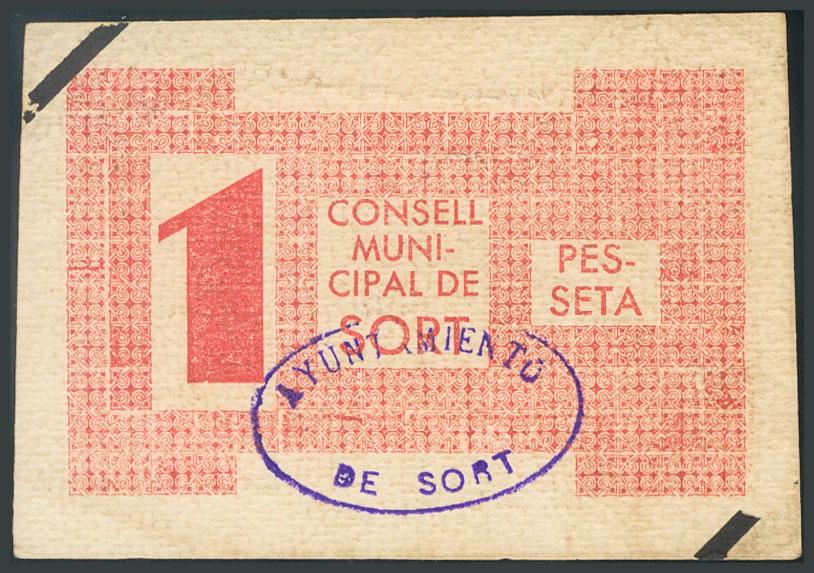 1
CONSELL
MUNI-
CIPAL DE
SORT
PES-
SETA
AYUNTAMIENTO
DE SORT